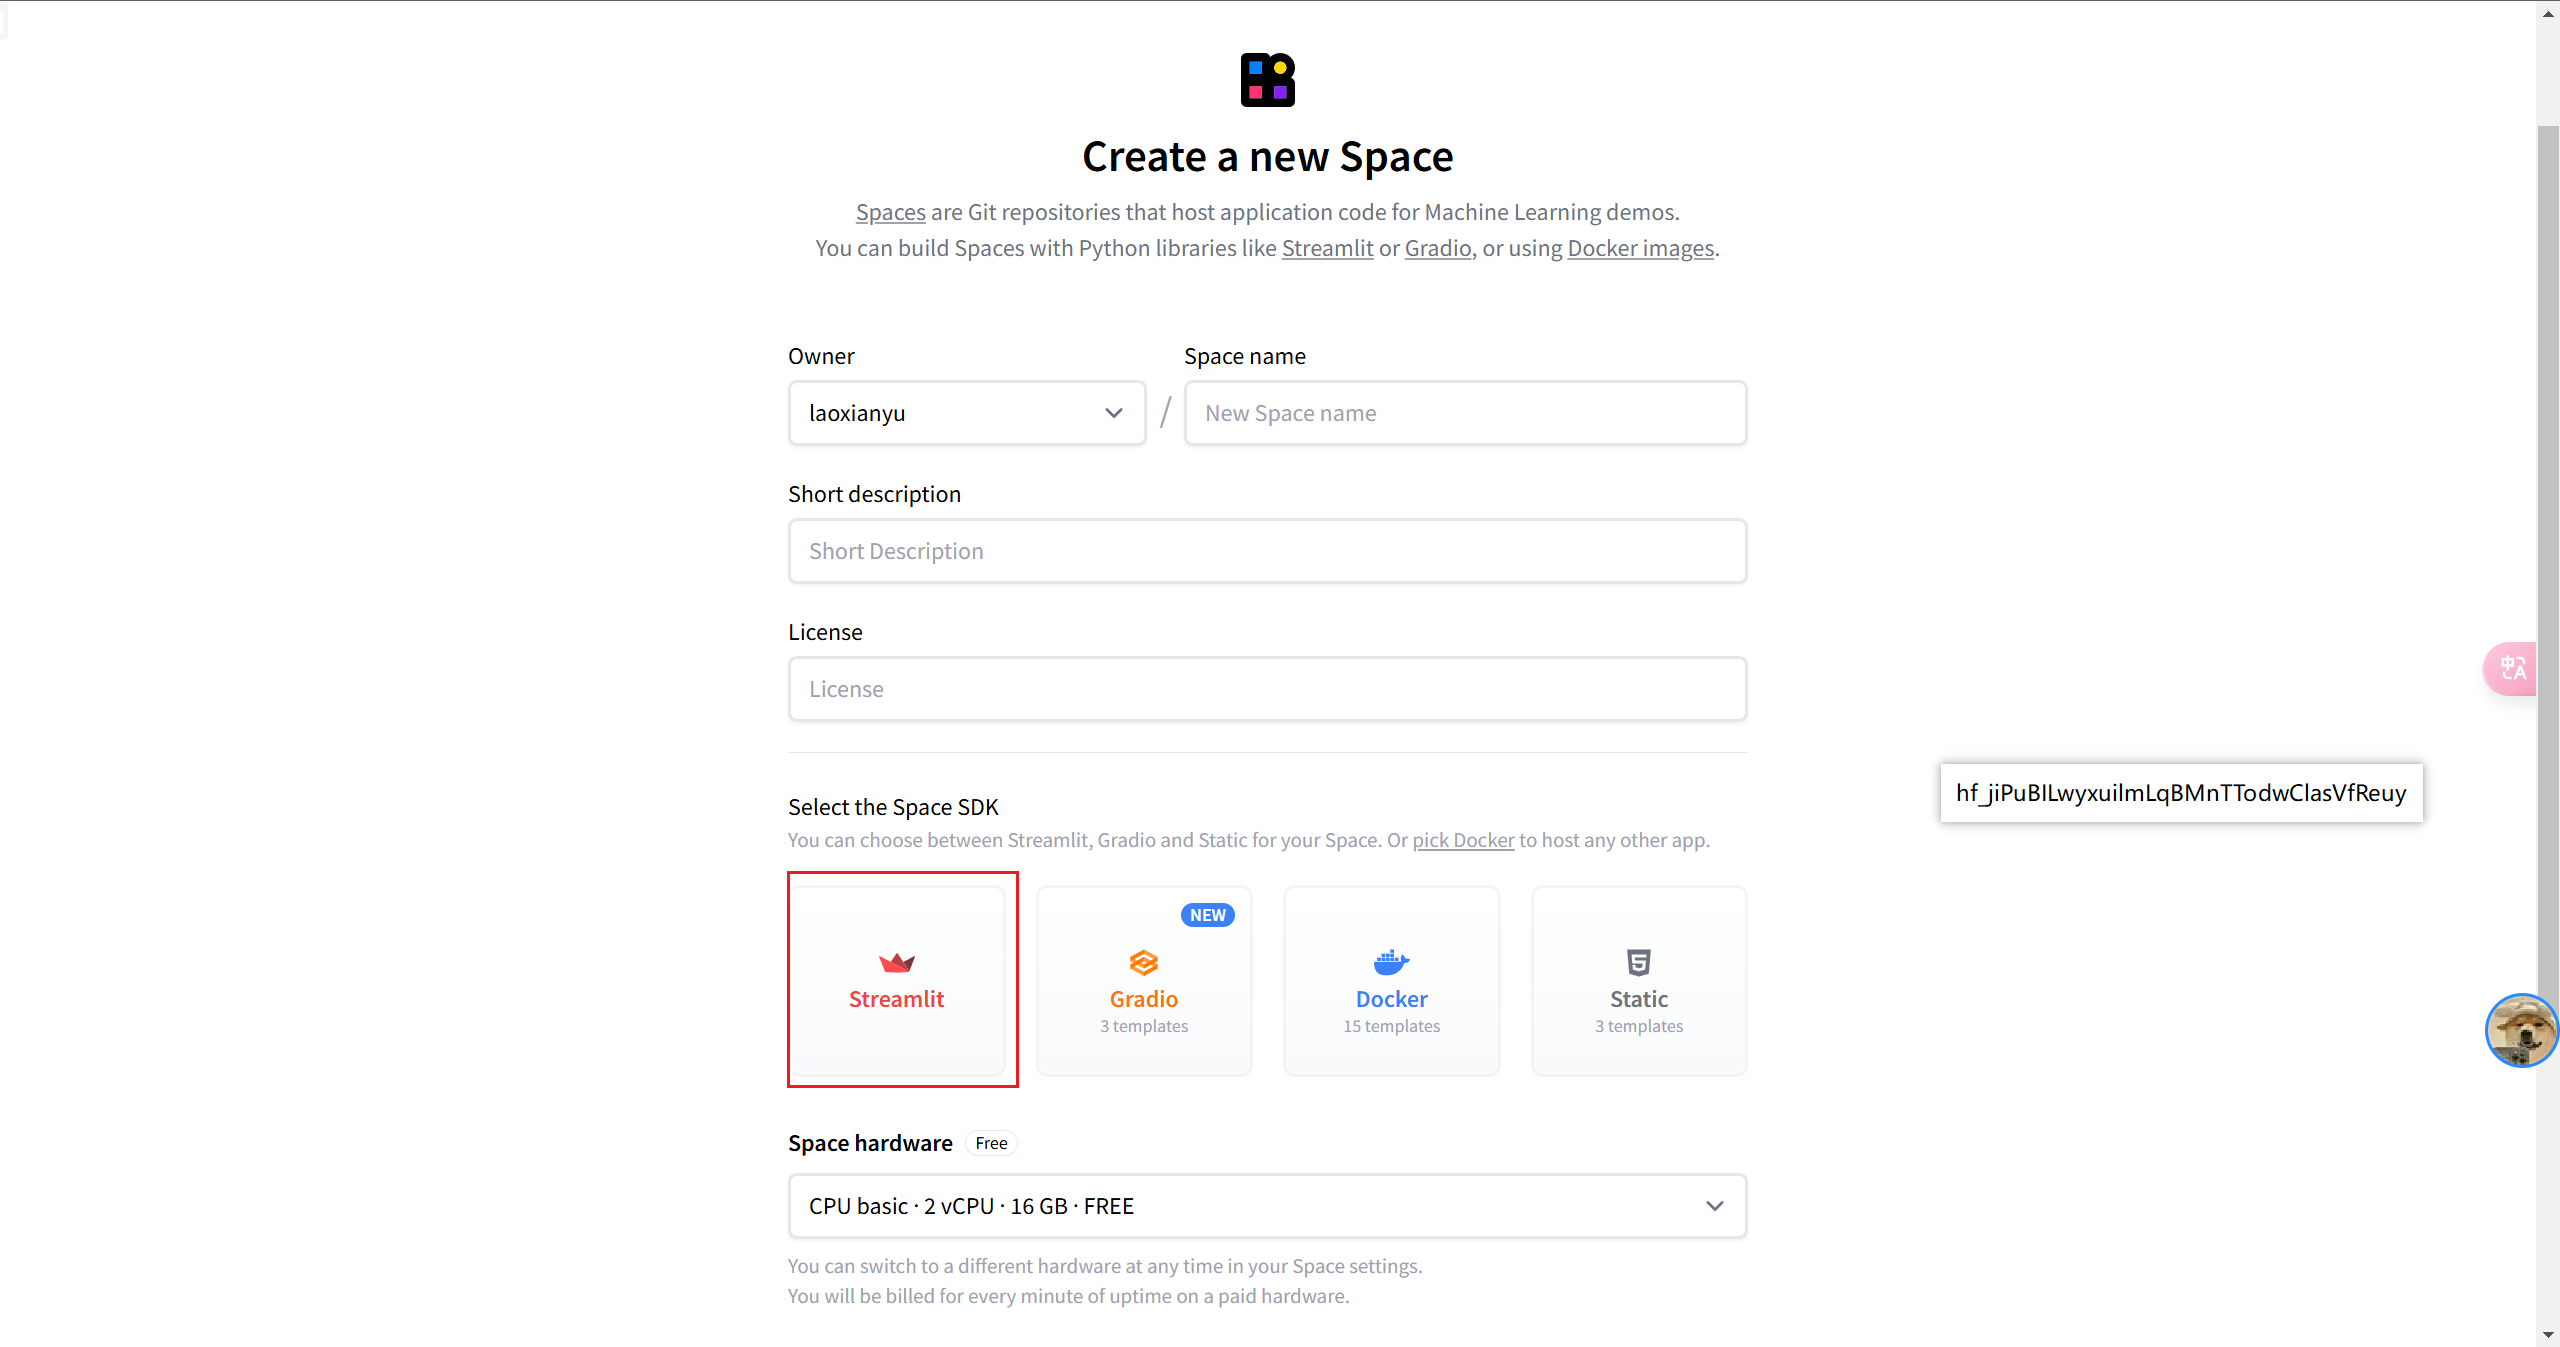 Create a new Space
Spaces are Git repositories that host application code for Machine Learning demos.
You can build Spaces with Python libraries like Streamlit or Gradio, or using Docker images.
Owner
Space name
laoxianyu
/
New Space name
Short description
Short Description
License
License
Select the Space SDK
You can choose between Streamlit, Gradio and Static for your Space. Or pick Docker to host any other app.
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
Streamlit
NEW
Gradio
3 templates
Docker
15 templates
Static
3 templates
Space hardware Free
CPU basic · 2 vCPU · 16 GB · FREE
You can switch to a different hardware at any time in your Space settings.
You will be billed for every minute of uptime on a paid hardware.